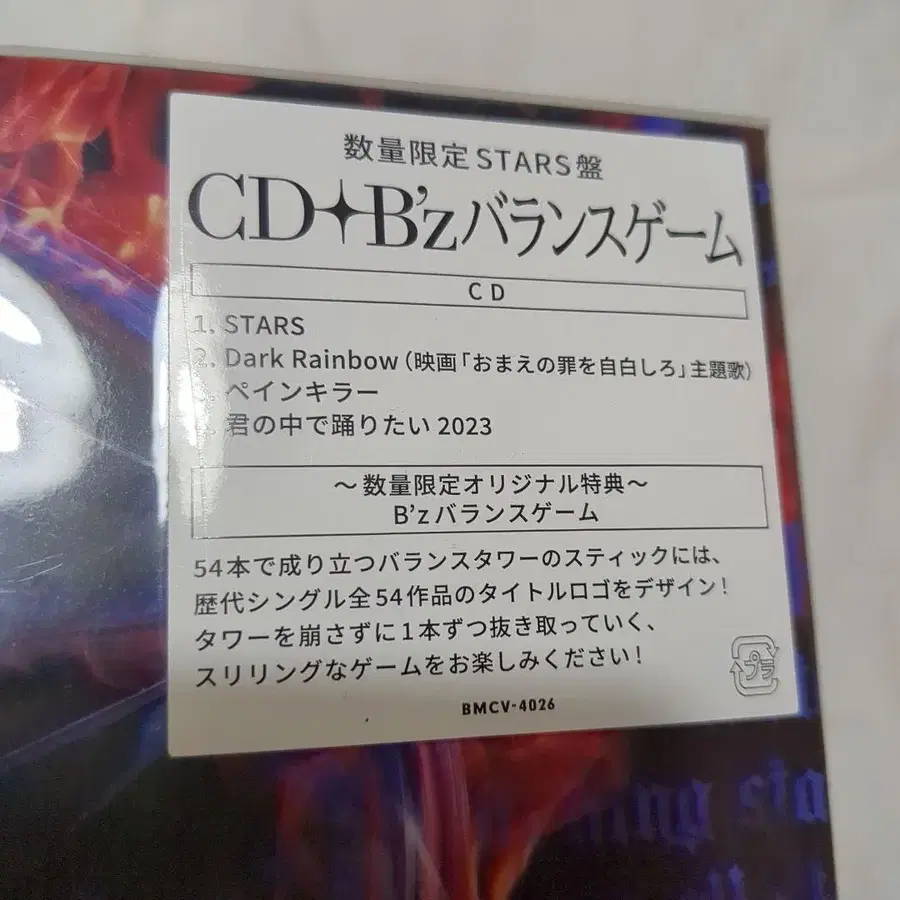 数量限定STARS盤
CD✦B'zバランスゲーム
CD
1. STARS
2. Dark Rainbow（映画「おまえの罪を自白しろ」主題歌）
ペインキラー
君の中で踊りたい 2023
～数量限定オリジナル特典～
B'zバランスゲーム
54本で成り立つバランスタワーのスティックには、
歴代シングル全54作品のタイトルロゴをデザイン！
タワーを崩さずに1本ずつ抜き取っていく、
スリリングなゲームをお楽しみください！
プラ
BMCV-4026